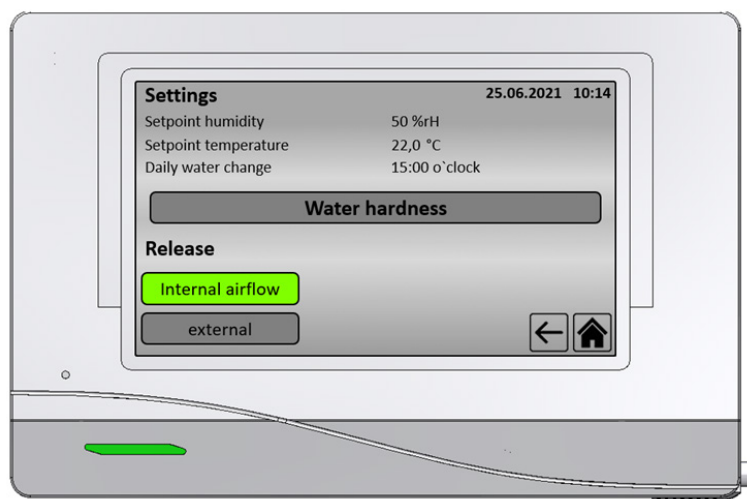 Settings 25.06.2021 10:14
Setpoint humidity 50 %rH
Setpoint temperature 22,0 °C
Daily water change 15:00 o`clock
Water hardness
Release
Internal airflow
external